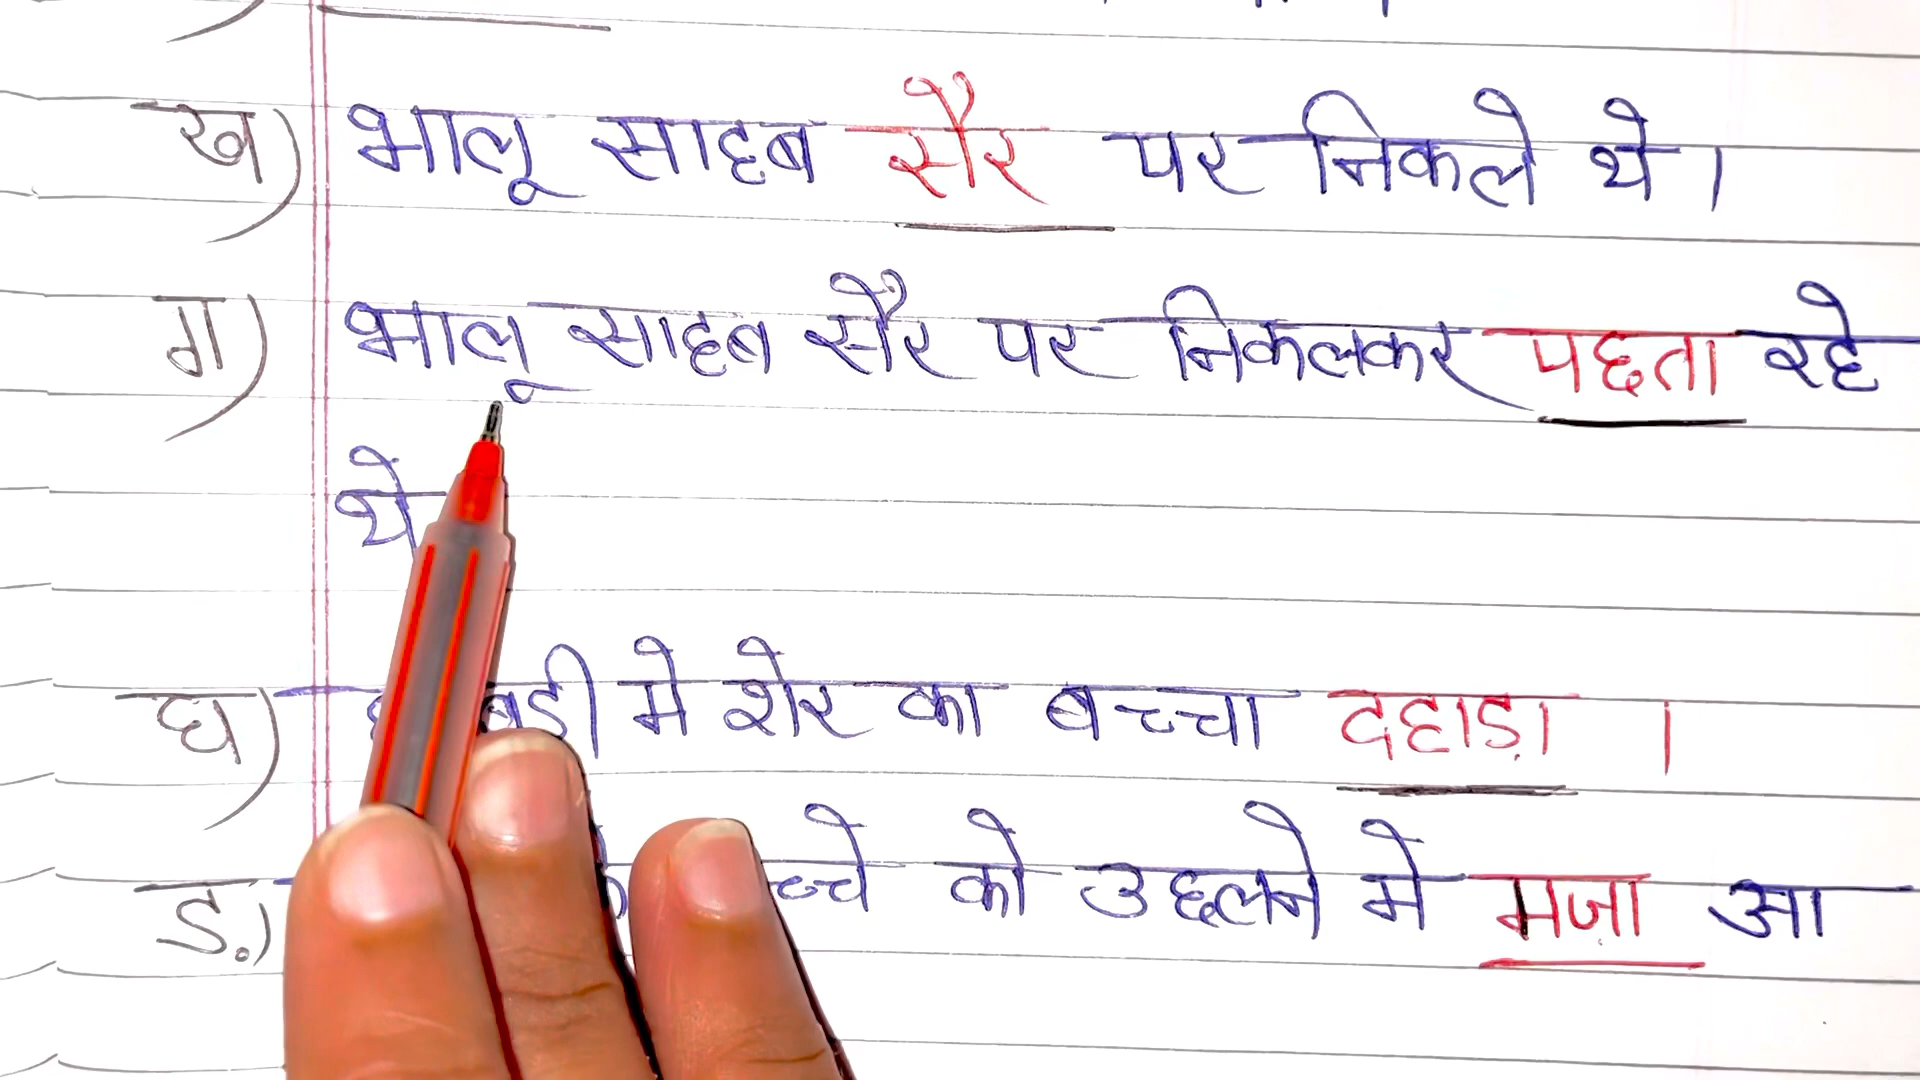 ख) भालू साहब सैर पर निकले थे।
ग) भालू साहब सैर पर निकलकर पछता रहे
थे
घ) में शेर का बच्चा दहाड़ा ।
ड.) को उछलने में मज़ा आ